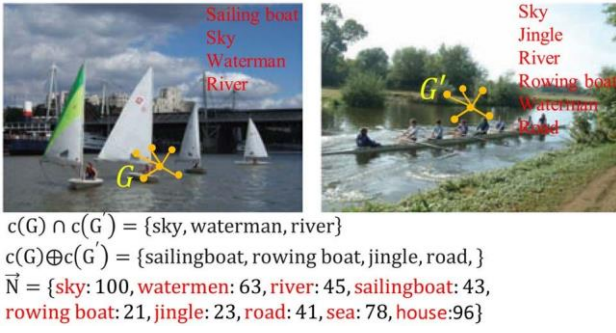 Sailing boat
Sky
Waterman
River
G
Sky
Jingle
River
Rowing boat
Waterman
Road
G′
c(G) ∩ c(G′) = {sky, waterman, river}
c(G)⊕c(G′) = {sailingboat, rowing boat, jingle, road, }
N⃗ = {sky: 100, watermen: 63, river: 45, sailingboat: 43,
rowing boat: 21, jingle: 23, road: 41, sea: 78, house:96}